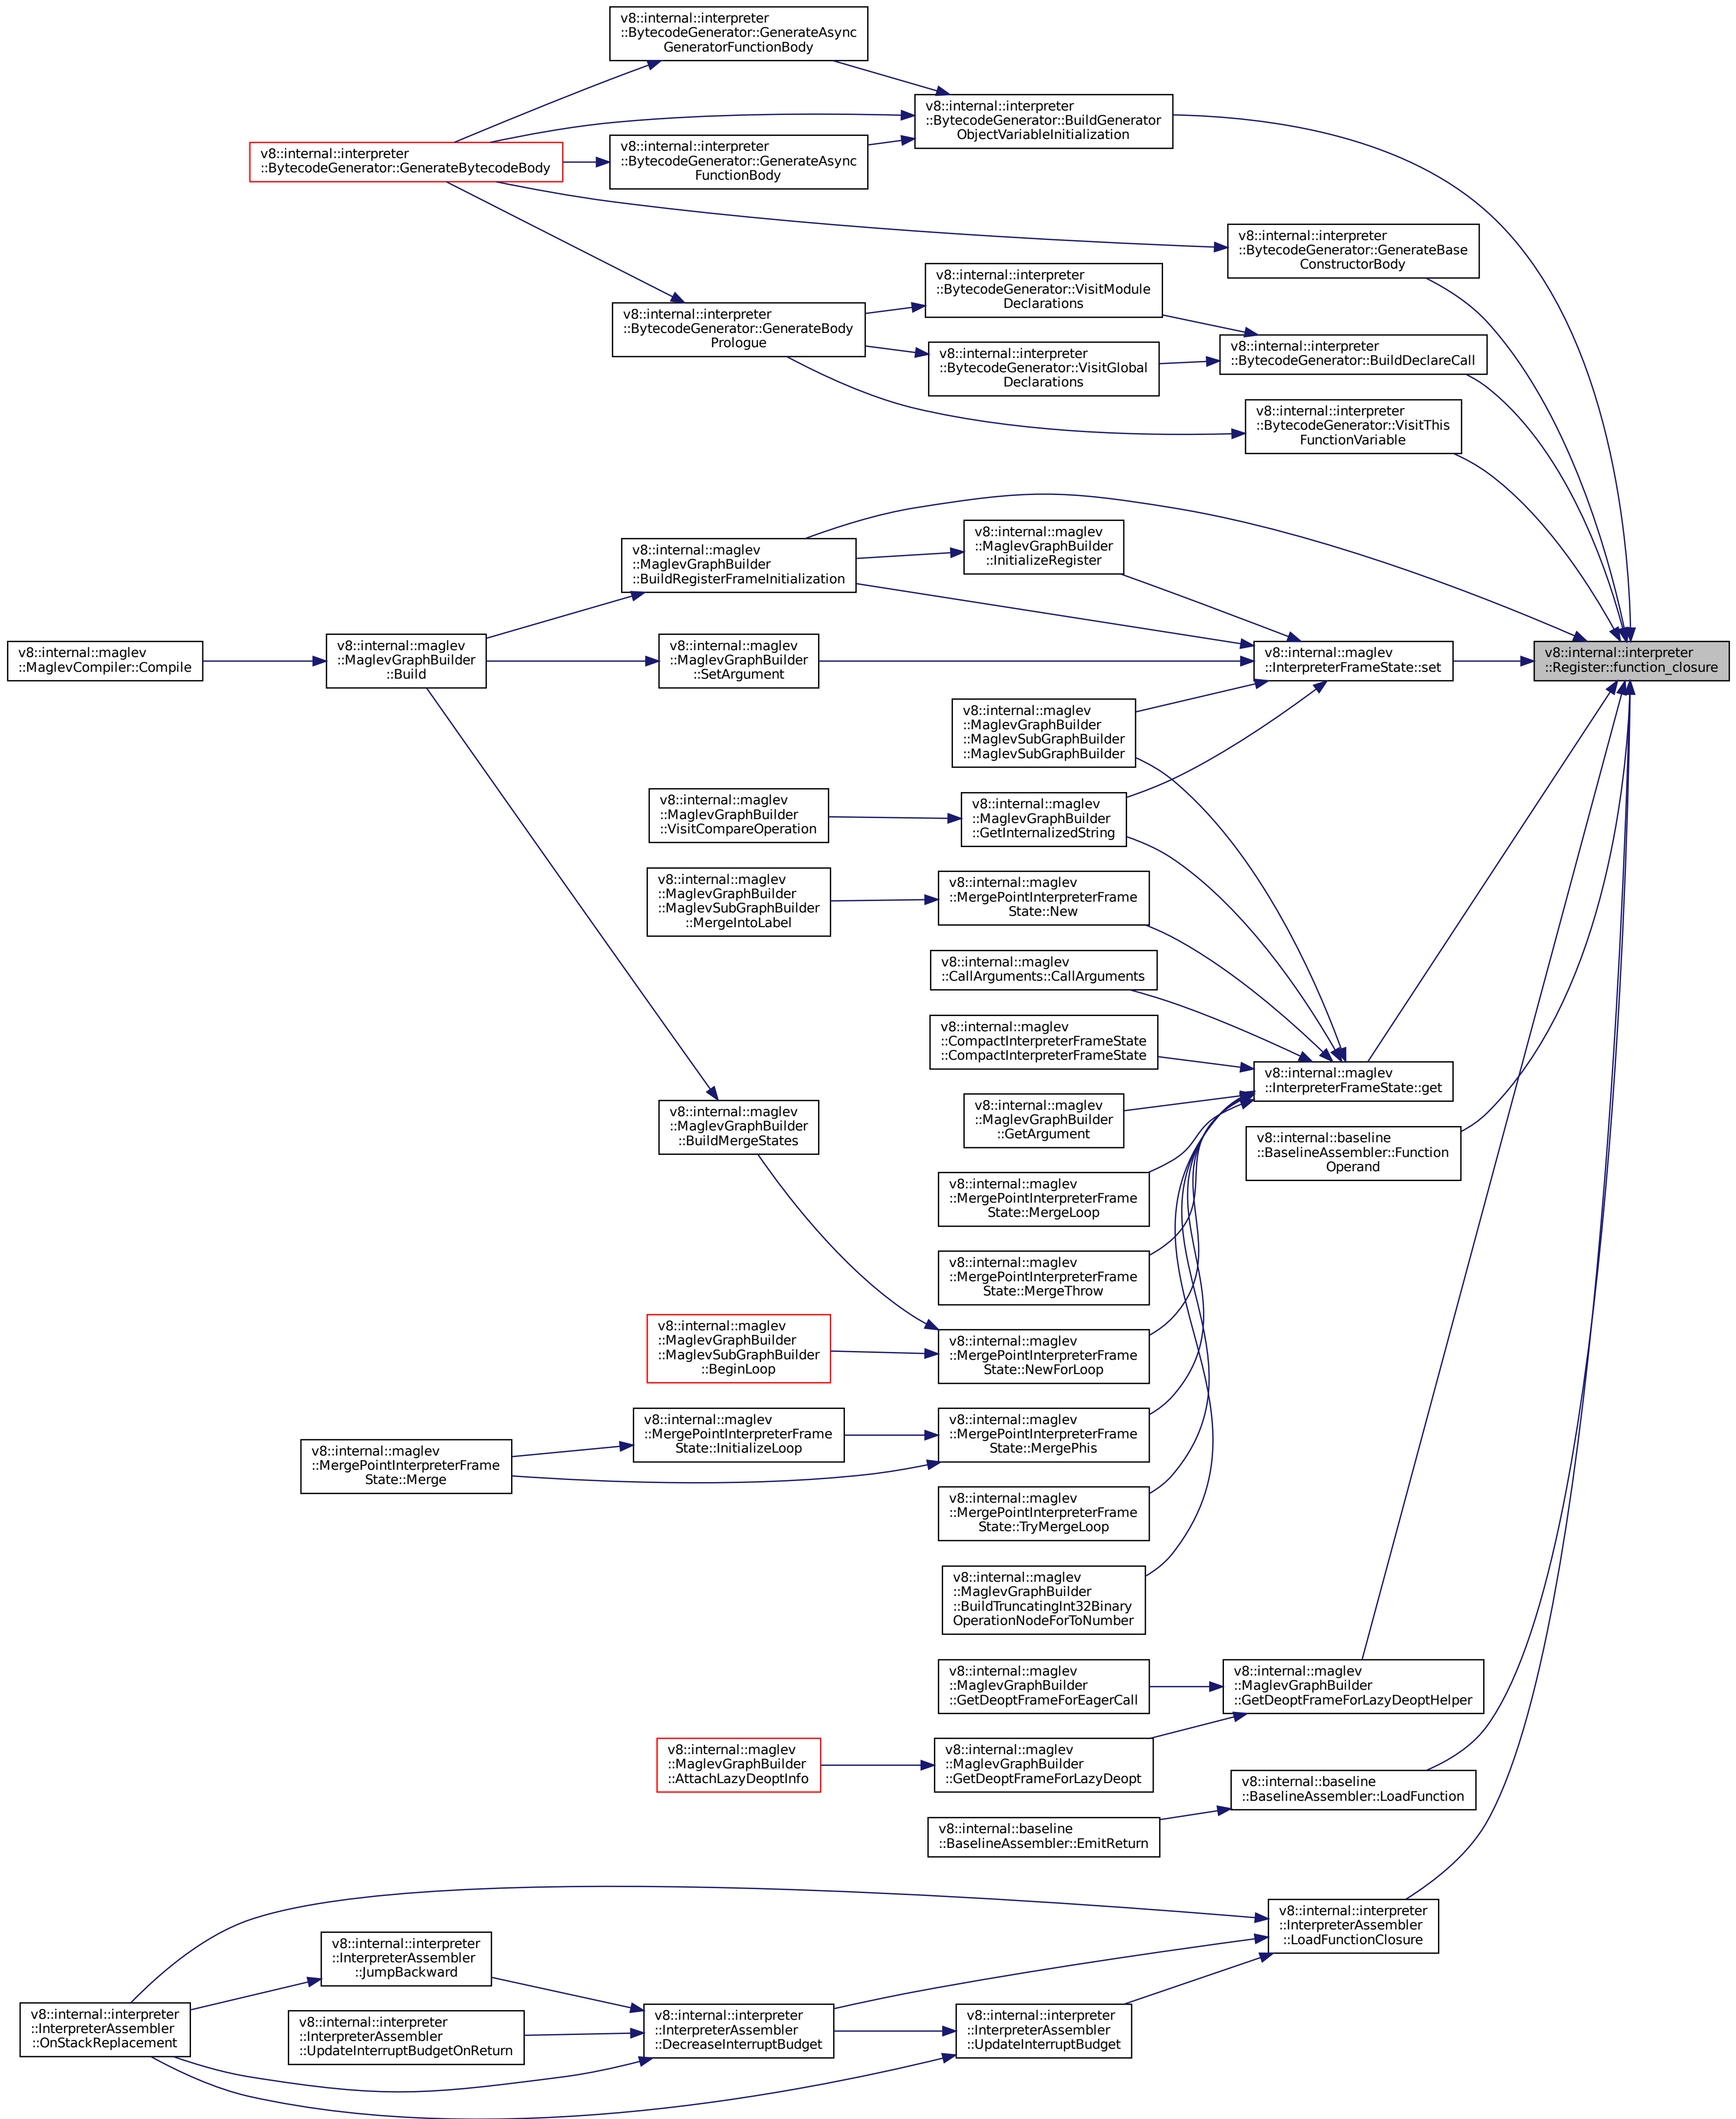 v8::internal::interpreter
::BytecodeGenerator::GenerateAsync
GeneratorFunctionBody
v8::internal::interpreter
::BytecodeGenerator::BuildGenerator
ObjectVariableInitialization
v8::internal::interpreter
::BytecodeGenerator::GenerateBytecodeBody
v8::internal::interpreter
::BytecodeGenerator::GenerateAsync
FunctionBody
v8::internal::interpreter
::BytecodeGenerator::GenerateBase
ConstructorBody
v8::internal::interpreter
::BytecodeGenerator::VisitModule
Declarations
v8::internal::interpreter
::BytecodeGenerator::GenerateBody
Prologue
v8::internal::interpreter
::BytecodeGenerator::VisitGlobal
Declarations
v8::internal::interpreter
::BytecodeGenerator::BuildDeclareCall
v8::internal::interpreter
::BytecodeGenerator::VisitThis
FunctionVariable
v8::internal::maglev
::MaglevGraphBuilder
::InitializeRegister
v8::internal::maglev
::MaglevGraphBuilder
::BuildRegisterFrameInitialization
v8::internal::maglev
::MaglevCompiler::Compile
v8::internal::maglev
::MaglevGraphBuilder
::Build
v8::internal::maglev
::MaglevGraphBuilder
::SetArgument
v8::internal::maglev
::InterpreterFrameState::set
v8::internal::interpreter
::Register::function_closure
v8::internal::maglev
::MaglevGraphBuilder
::MaglevSubGraphBuilder
::MaglevSubGraphBuilder
v8::internal::maglev
::MaglevGraphBuilder
::VisitCompareOperation
v8::internal::maglev
::MaglevGraphBuilder
::GetInternalizedString
v8::internal::maglev
::MaglevGraphBuilder
::MaglevSubGraphBuilder
::MergeIntoLabel
v8::internal::maglev
::MergePointInterpreterFrame
State::New
v8::internal::maglev
::CallArguments::CallArguments
v8::internal::maglev
::CompactInterpreterFrameState
::CompactInterpreterFrameState
v8::internal::maglev
::InterpreterFrameState::get
v8::internal::maglev
::MaglevGraphBuilder
::GetArgument
v8::internal::maglev
::MaglevGraphBuilder
::BuildMergeStates
v8::internal::baseline
::BaselineAssembler::Function
Operand
v8::internal::maglev
::MergePointInterpreterFrame
State::MergeLoop
v8::internal::maglev
::MergePointInterpreterFrame
State::MergeThrow
v8::internal::maglev
::MaglevGraphBuilder
::MaglevSubGraphBuilder
::BeginLoop
v8::internal::maglev
::MergePointInterpreterFrame
State::NewForLoop
v8::internal::maglev
::MergePointInterpreterFrame
State::Merge
v8::internal::maglev
::MergePointInterpreterFrame
State::InitializeLoop
v8::internal::maglev
::MergePointInterpreterFrame
State::MergePhis
v8::internal::maglev
::MergePointInterpreterFrame
State::TryMergeLoop
v8::internal::maglev
::MaglevGraphBuilder
::BuildTruncatingInt32Binary
OperationNodeForToNumber
v8::internal::maglev
::MaglevGraphBuilder
::GetDeoptFrameForEagerCall
v8::internal::maglev
::MaglevGraphBuilder
::GetDeoptFrameForLazyDeoptHelper
v8::internal::maglev
::MaglevGraphBuilder
::AttachLazyDeoptInfo
v8::internal::maglev
::MaglevGraphBuilder
::GetDeoptFrameForLazyDeopt
v8::internal::baseline
::BaselineAssembler::LoadFunction
v8::internal::baseline
::BaselineAssembler::EmitReturn
v8::internal::interpreter
::InterpreterAssembler
::LoadFunctionClosure
v8::internal::interpreter
::InterpreterAssembler
::JumpBackward
v8::internal::interpreter
::InterpreterAssembler
::OnStackReplacement
v8::internal::interpreter
::InterpreterAssembler
::UpdateInterruptBudgetOnReturn
v8::internal::interpreter
::InterpreterAssembler
::DecreaseInterruptBudget
v8::internal::interpreter
::InterpreterAssembler
::UpdateInterruptBudget